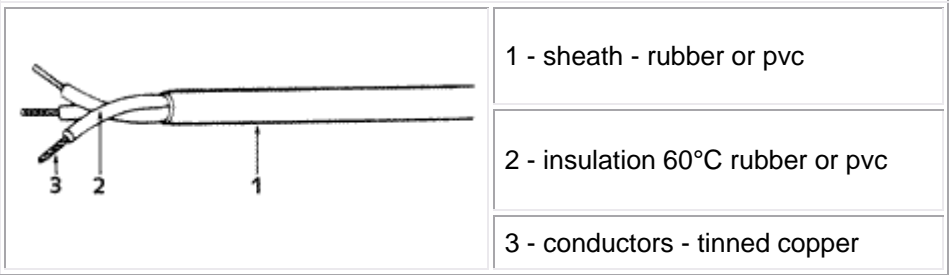 1 - sheath - rubber or pvc
2 - insulation 60°C rubber or pvc
3 - conductors - tinned copper
3 2 1